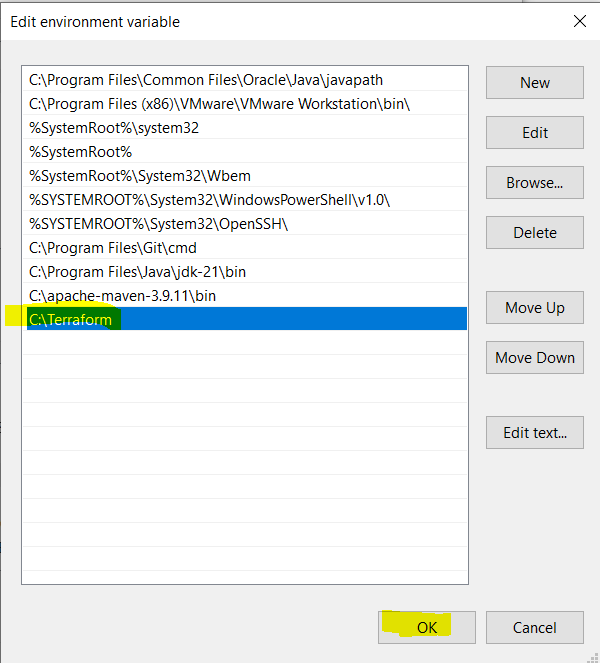 Edit environment variable
C:\Program Files\Common Files\Oracle\Java\javapath
C:\Program Files (x86)\VMware\VMware Workstation\bin\
%SystemRoot%\system32
%SystemRoot%
%SystemRoot%\System32\Wbem
%SYSTEMROOT%\System32\WindowsPowerShell\v1.0\
%SYSTEMROOT%\System32\OpenSSH\
C:\Program Files\Git\cmd
C:\Program Files\Java\jdk-21\bin
C:\apache-maven-3.9.11\bin
C:\Terraform
New
Edit
Browse...
Delete
Move Up
Move Down
Edit text...
OK
Cancel